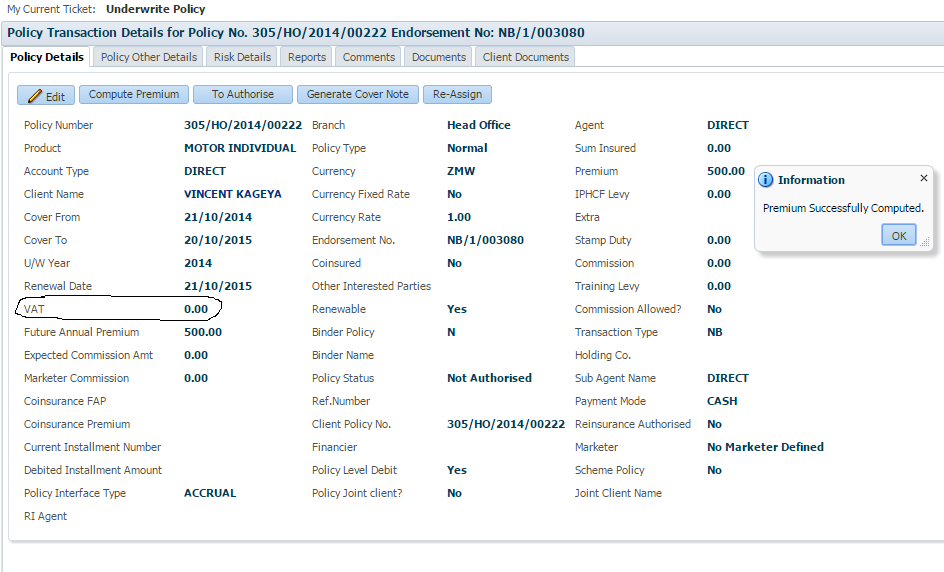 My Current Ticket: Underwrite Policy
Policy Transaction Details for Policy No. 305/HO/2014/00222 Endorsement No: NB/1/003080
Policy Details Policy Other Details Risk Details Reports Comments Documents Client Documents
Edit Compute Premium To Authorise Generate Cover Note Re-Assign
Policy Number 305/HO/2014/00222 Branch Head Office Agent DIRECT
Product MOTOR INDIVIDUAL Policy Type Normal Sum Insured 0.00
Account Type DIRECT Currency ZMW Premium 500.00
Information
Client Name VINCENT KAGEYA Currency Fixed Rate No IPHCF Levy 0.00
Premium Successfully Computed.
Cover From 21/10/2014 Currency Rate 1.00 Extra
OK
Cover To 20/10/2015 Endorsement No. NB/1/003080 Stamp Duty 0.00
U/W Year 2014 Coinsured No Commission 0.00
Renewal Date 21/10/2015 Other Interested Parties Training Levy 0.00
VAT 0.00 Renewable Yes Commission Allowed? No
Future Annual Premium 500.00 Binder Policy N Transaction Type NB
Expected Commission Amt 0.00 Binder Name Holding Co.
Marketer Commission 0.00 Policy Status Not Authorised Sub Agent Name DIRECT
Coinsurance FAP Ref.Number Payment Mode CASH
Coinsurance Premium Client Policy No. 305/HO/2014/00222 Reinsurance Authorised No
Current Installment Number Financier Marketer No Marketer Defined
Debited Installment Amount Policy Level Debit Yes Scheme Policy No
Policy Interface Type ACCRUAL Policy Joint client? No Joint Client Name
RI Agent